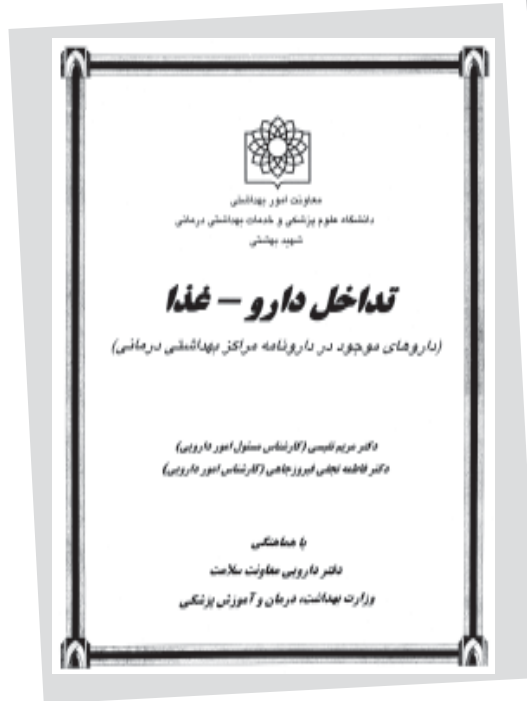 معاونت امور بهداشتی
دانشگاه علوم پزشکی و خدمات بهداشتی درمانی
شهید بهشتی
تداخل دارو – غذا
(داروهای موجود در دارونامه مراکز بهداشتی درمانی)
دکتر مریم نفیسی (کارشناس مسئول امور دارویی)
دکتر فاطمه نجفی فیروزجاهی (کارشناس امور دارویی)
با هماهنگی
دفتر دارویی معاونت سلامت
وزارت بهداشت، درمان و آموزش پزشکی